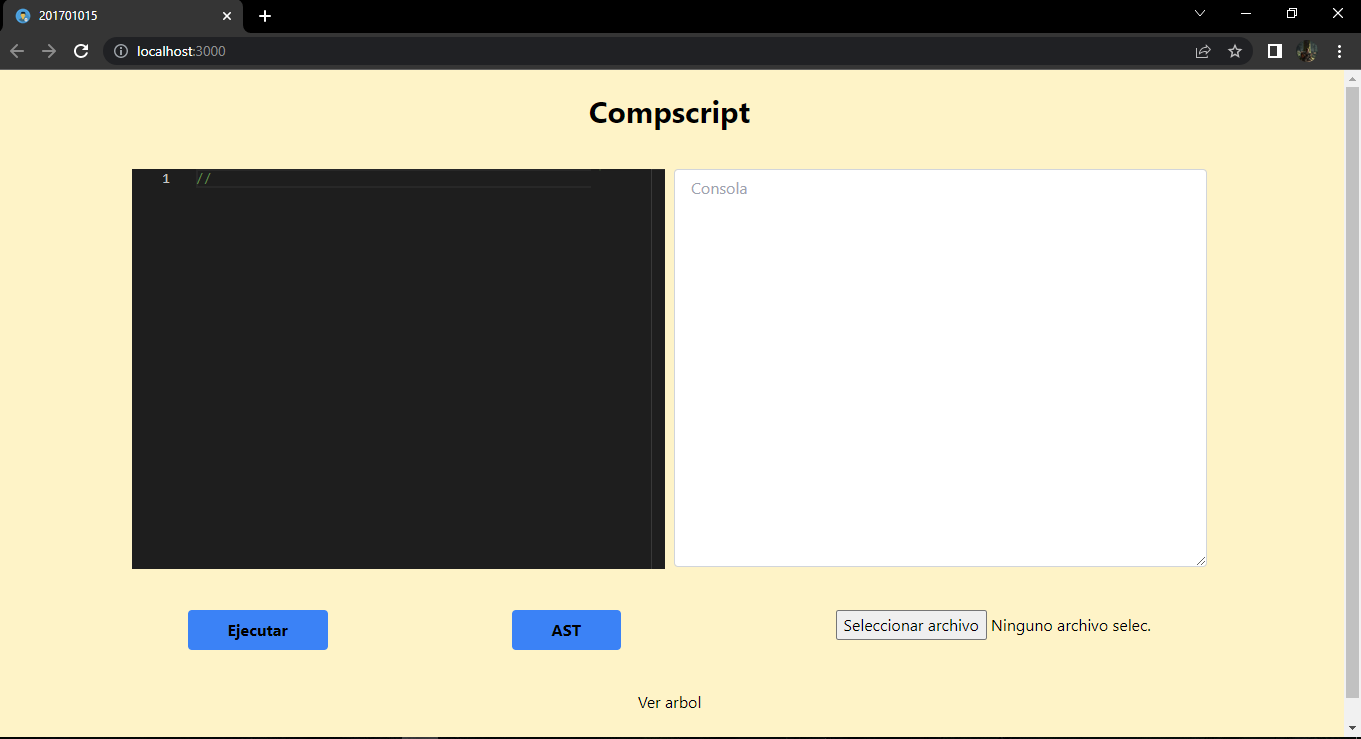 201701015
localhost:3000
Compscript
1 //
Consola
Ejecutar
AST
Seleccionar archivo Ninguno archivo selec.
Ver arbol